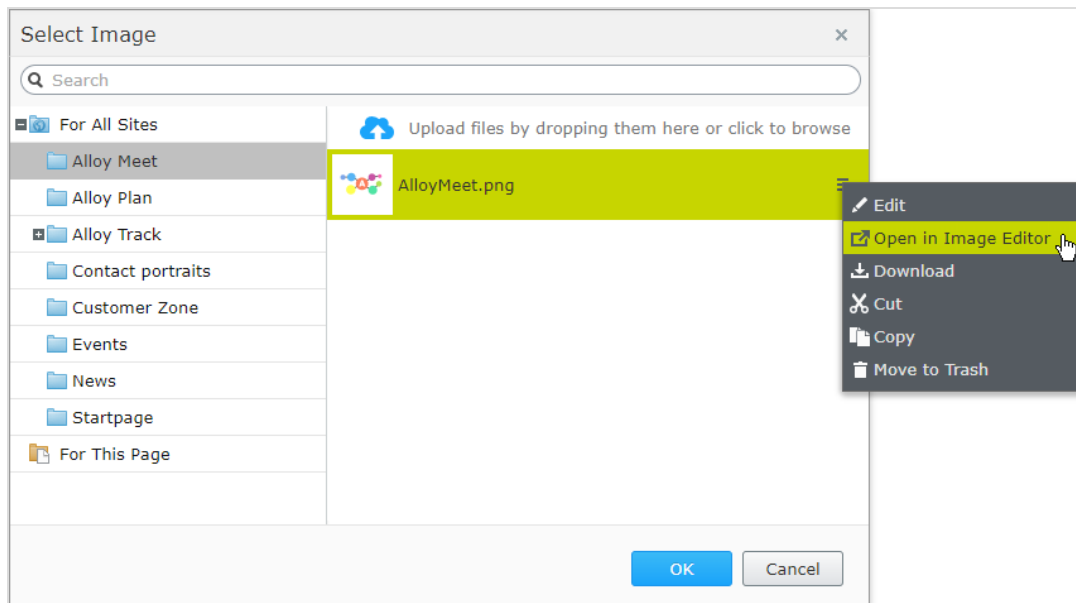 Select Image
Search
For All Sites
Alloy Meet
Alloy Plan
Alloy Track
Contact portraits
Customer Zone
Events
News
Startpage
For This Page
Upload files by dropping them here or click to browse
A
AlloyMeet.png
Edit
Open in Image Editor
Download
Cut
Copy
Move to Trash
OK
Cancel